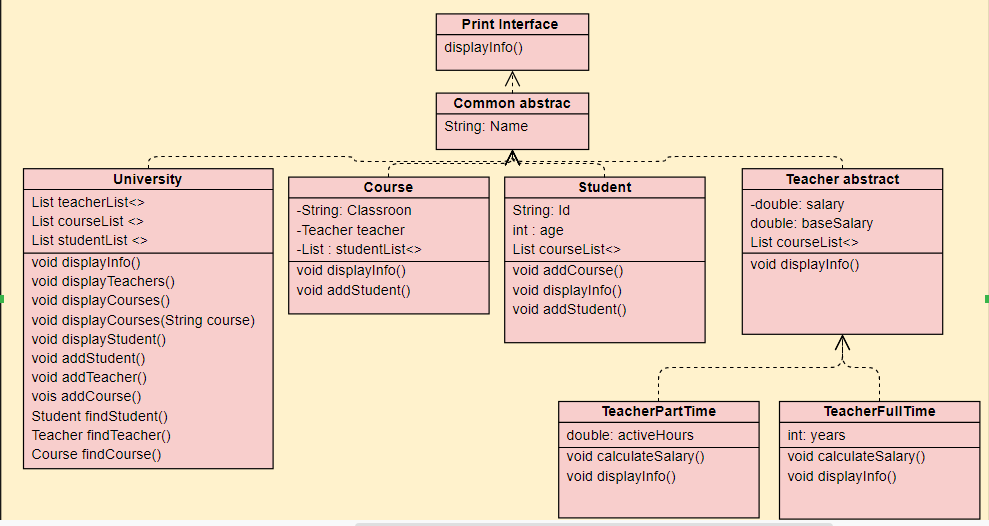 Print Interface
displayInfo()
Common abstrac
String: Name
University
List teacherList<>
List courseList <>
List studentList <>
void displayInfo()
void displayTeachers()
void displayCourses()
void displayCourses(String course)
void displayStudent()
void addStudent()
void addTeacher()
vois addCourse()
Student findStudent()
Teacher findTeacher()
Course findCourse()
Course
-String: Classroon
-Teacher teacher
-List : studentList<>
void displayInfo()
void addStudent()
Student
String: Id
int : age
List courseList<>
void addCourse()
void displayInfo()
void addStudent()
Teacher abstract
-double: salary
double: baseSalary
List courseList<>
void displayInfo()
TeacherPartTime
double: activeHours
void calculateSalary()
void displayInfo()
TeacherFullTime
int: years
void calculateSalary()
void displayInfo()